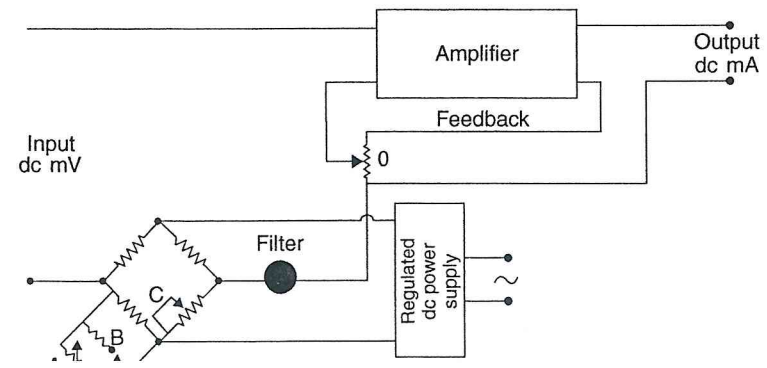 Amplifier
Output
dc mA
Feedback
0
Input
dc mV
Filter
Regulated
dc power
supply
C
B